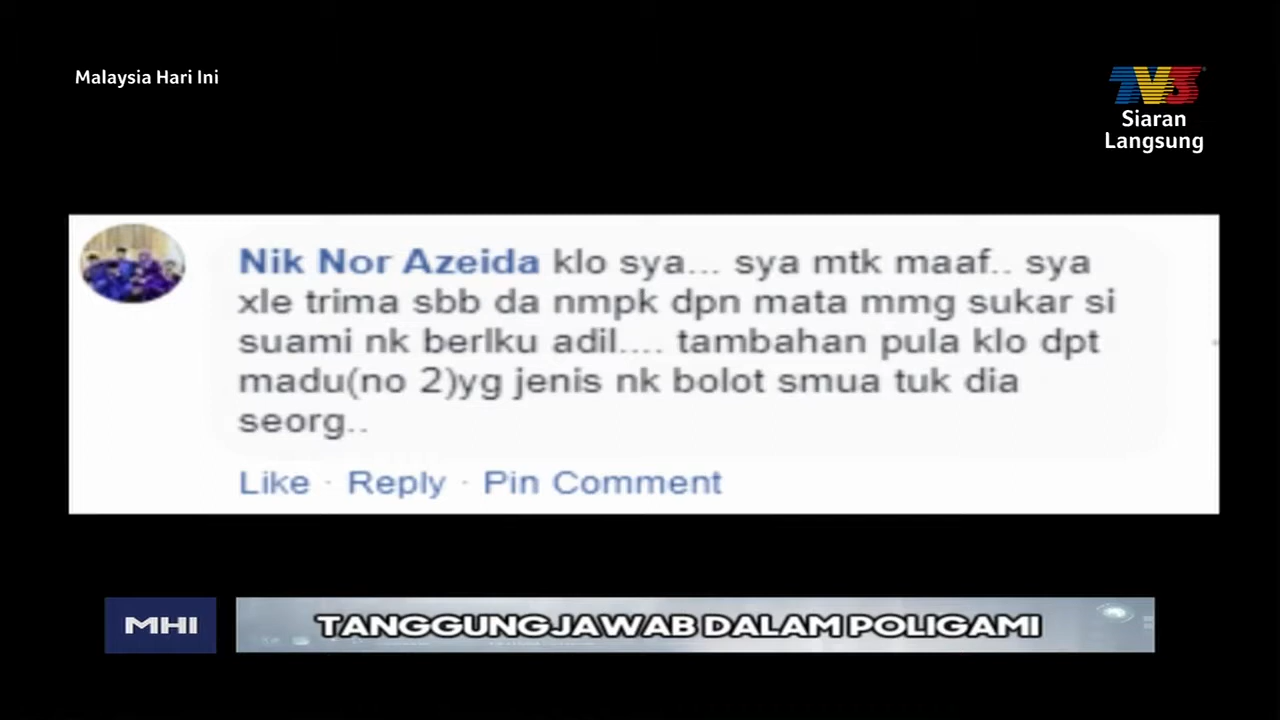 Malaysia Hari Ini
TV3
Siaran
Langsung
Nik Nor Azeida klo sya... sya mtk maaf.. sya
xle trima sbb da nmpk dpn mata mmg sukar si
suami nk berlku adil.... tambahan pula klo dpt
madu(no 2)yg jenis nk bolot smua tuk dia
seorg..
Like · Reply · Pin Comment
MHI
TANGGUNGJAWAB DALAM POLIGAMI